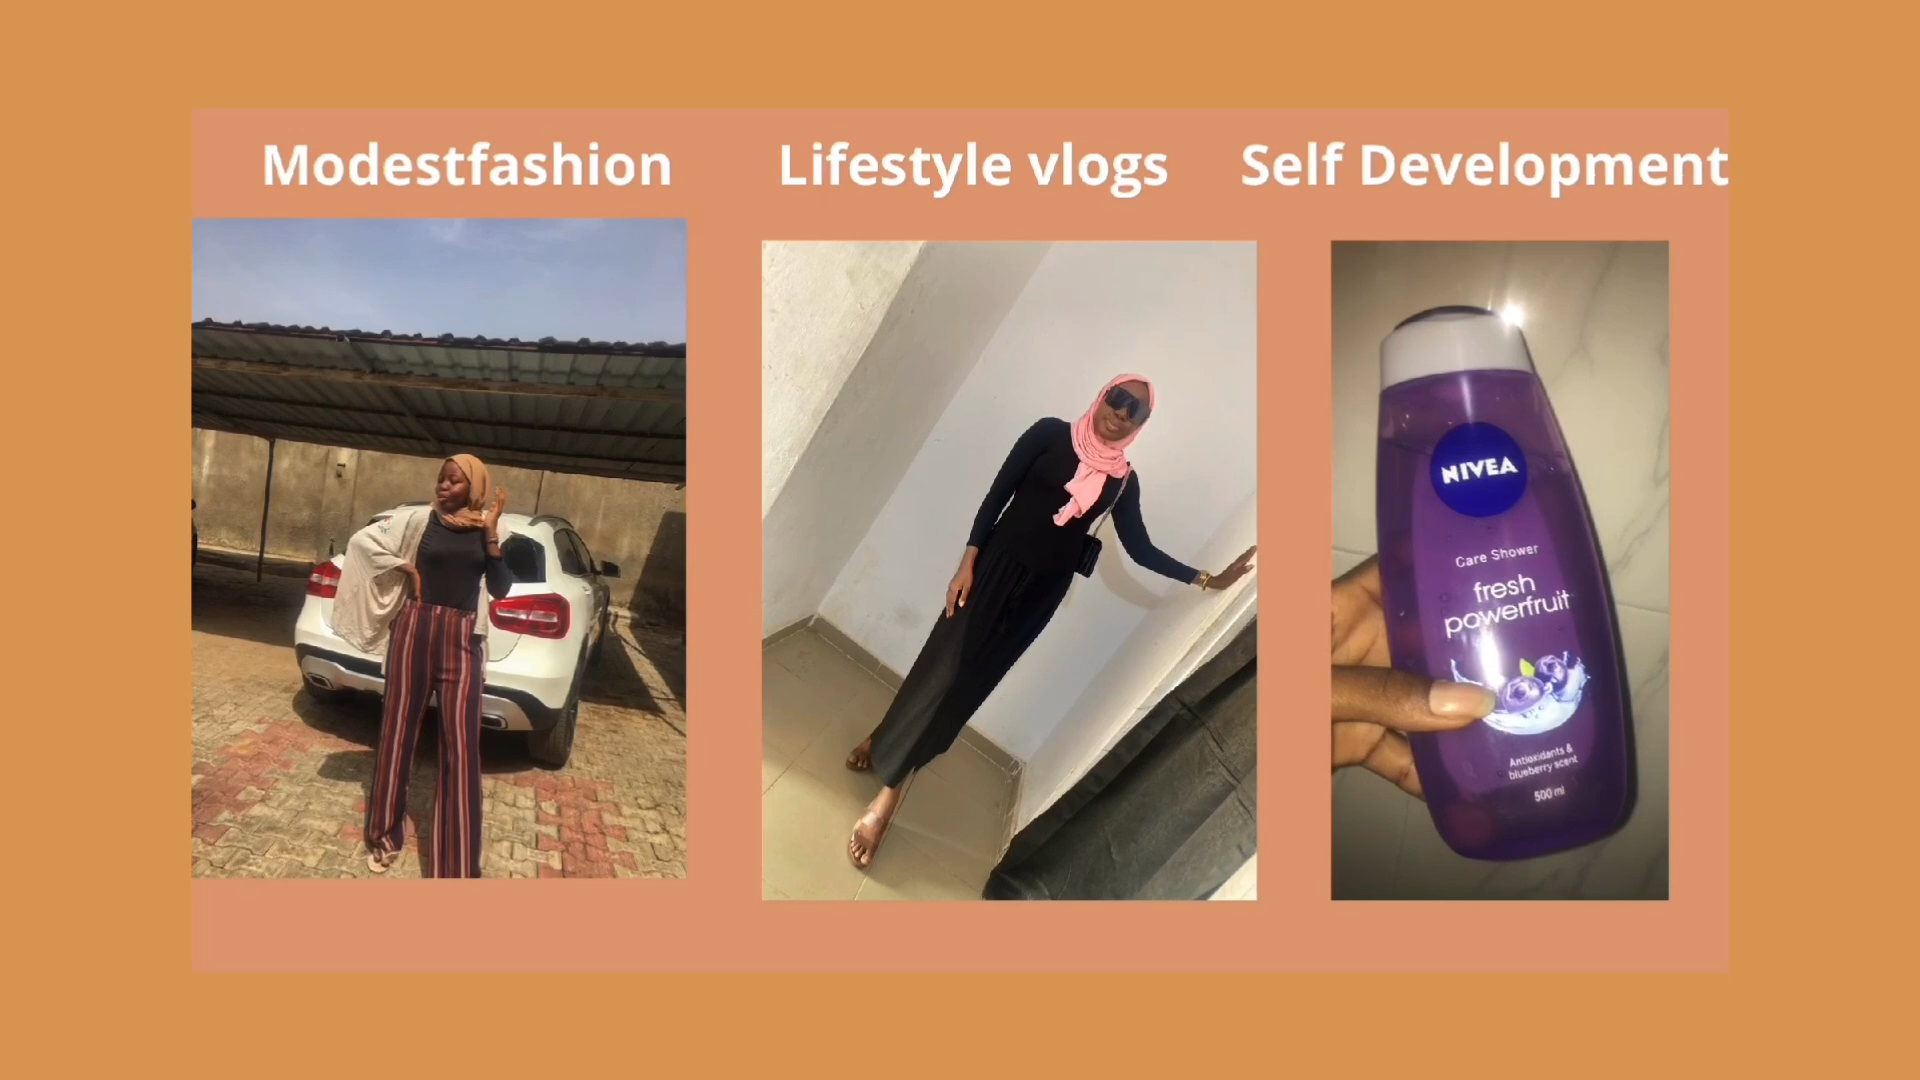 Modestfashion
Lifestyle vlogs
Self Development
NIVEA
Care Shower
fresh
powerfruit
Antioxidants &
blueberry scent
500 ml